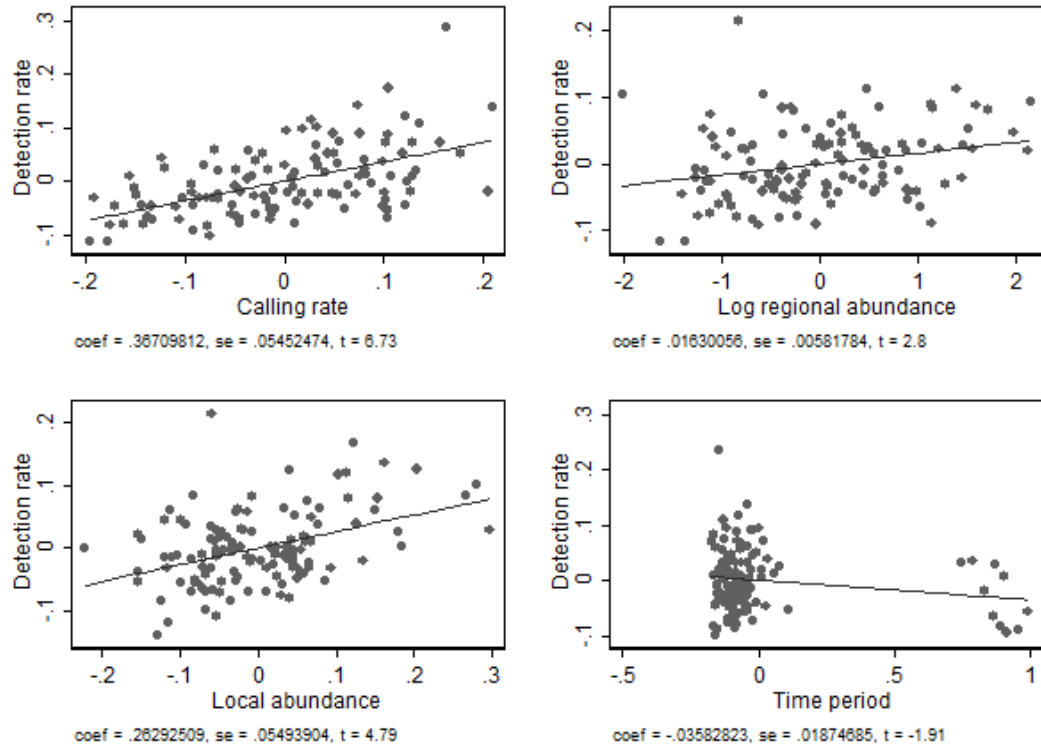 .3
.2
.1
0
-.1
Detection rate
-.2 -.1 0 .1 .2
Calling rate
coef = .36709812, se = .05452474, t = 6.73
.2
.1
0
-.1
Detection rate
-2 -1 0 1 2
Log regional abundance
coef = .01630056, se = .00581784, t = 2.8
.2
.1
0
-.1
Detection rate
-.2 -.1 0 .1 .2 .3
Local abundance
coef = .26292509, se = .05493904, t = 4.79
.3
.2
.1
0
-.1
Detection rate
-.5 0 .5 1
Time period
coef = -.03582823, se = .01874685, t = -1.91